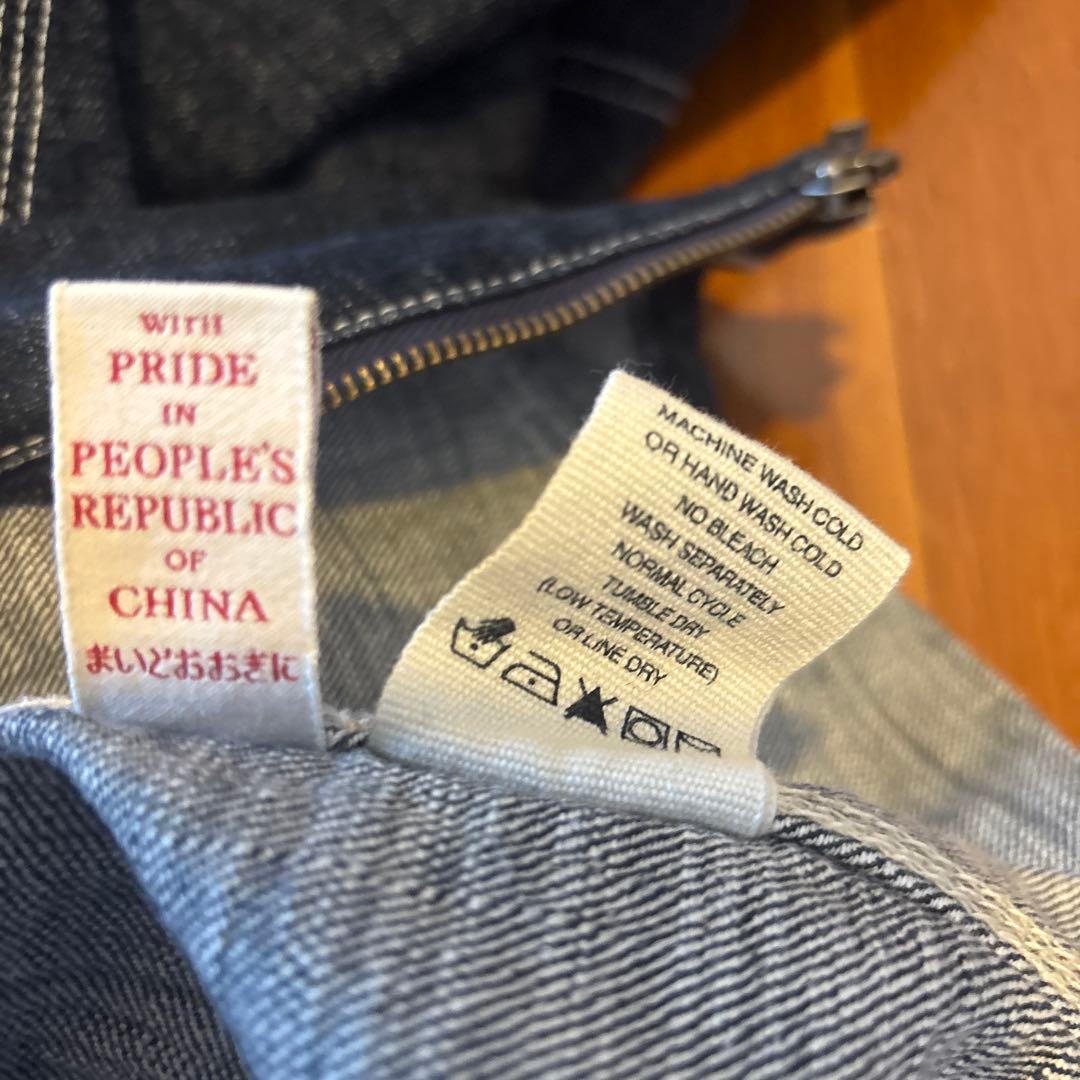 WITH
PRIDE
IN
PEOPLE'S
REPUBLIC
OF
CHINA
まいどおおきに
MACHINE WASH COLD
OR HAND WASH COLD
NO BLEACH
WASH SEPARATELY
NORMAL CYCLE
TUMBLE DRY
(LOW TEMPERATURE)
OR LINE DRY